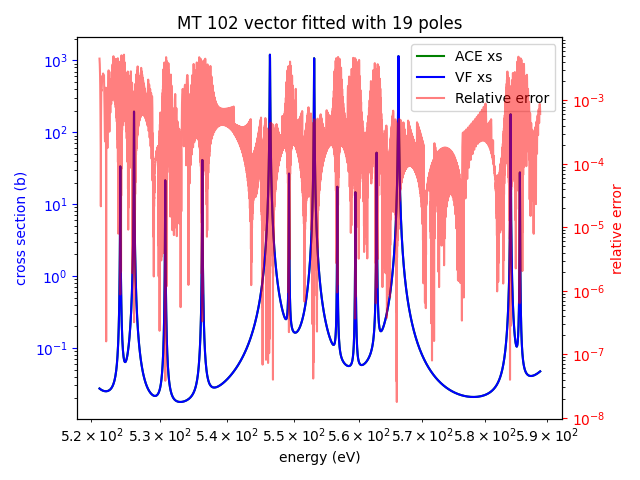 MT 102 vector fitted with 19 poles
ACE xs
VF xs
Relative error
10³
10²
10¹
10⁰
10⁻¹
cross section (b)
10⁻³
10⁻⁴
10⁻⁵
10⁻⁶
10⁻⁷
10⁻⁸
relative error
5.2 × 10² 5.3 × 10² 5.4 × 10² 5.5 × 10² 5.6 × 10² 5.7 × 10² 5.8 × 10² 5.9 × 10²
energy (eV)